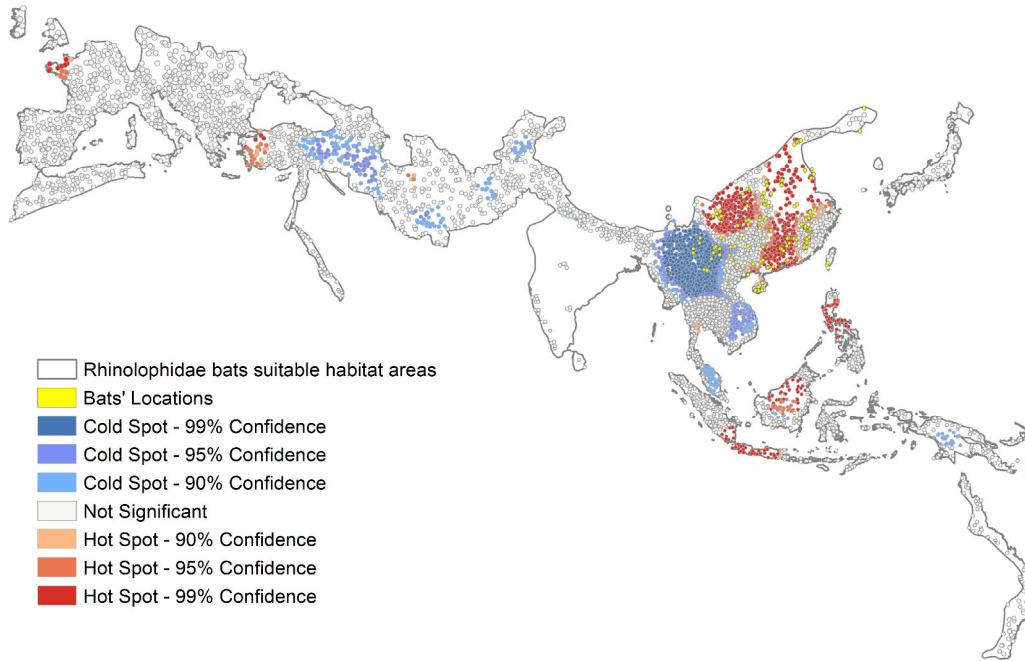 Rhinolophidae bats suitable habitat areas
Bats' Locations
Cold Spot - 99% Confidence
Cold Spot - 95% Confidence
Cold Spot - 90% Confidence
Not Significant
Hot Spot - 90% Confidence
Hot Spot - 95% Confidence
Hot Spot - 99% Confidence